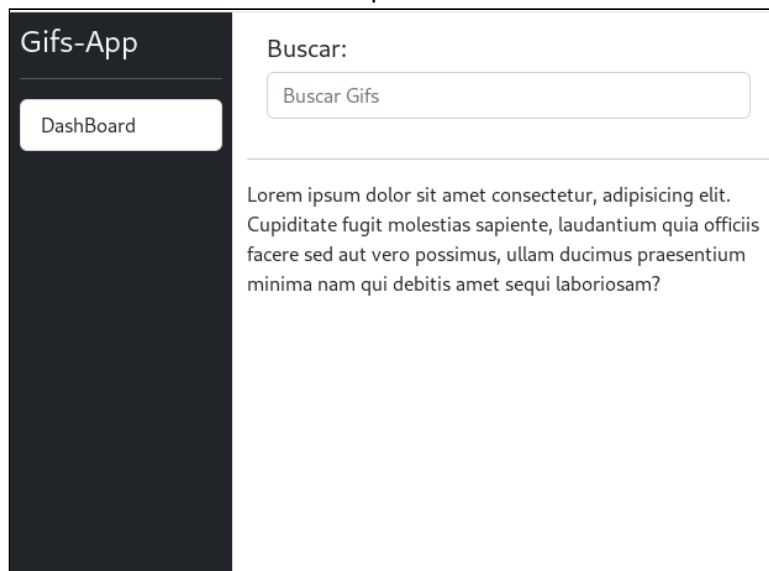 Gifs-App
DashBoard
Buscar:
Buscar Gifs
Lorem ipsum dolor sit amet consectetur, adipisicing elit.
Cupiditate fugit molestias sapiente, laudantium quia officiis
facere sed aut vero possimus, ullam ducimus praesentium
minima nam qui debitis amet sequi laboriosam?